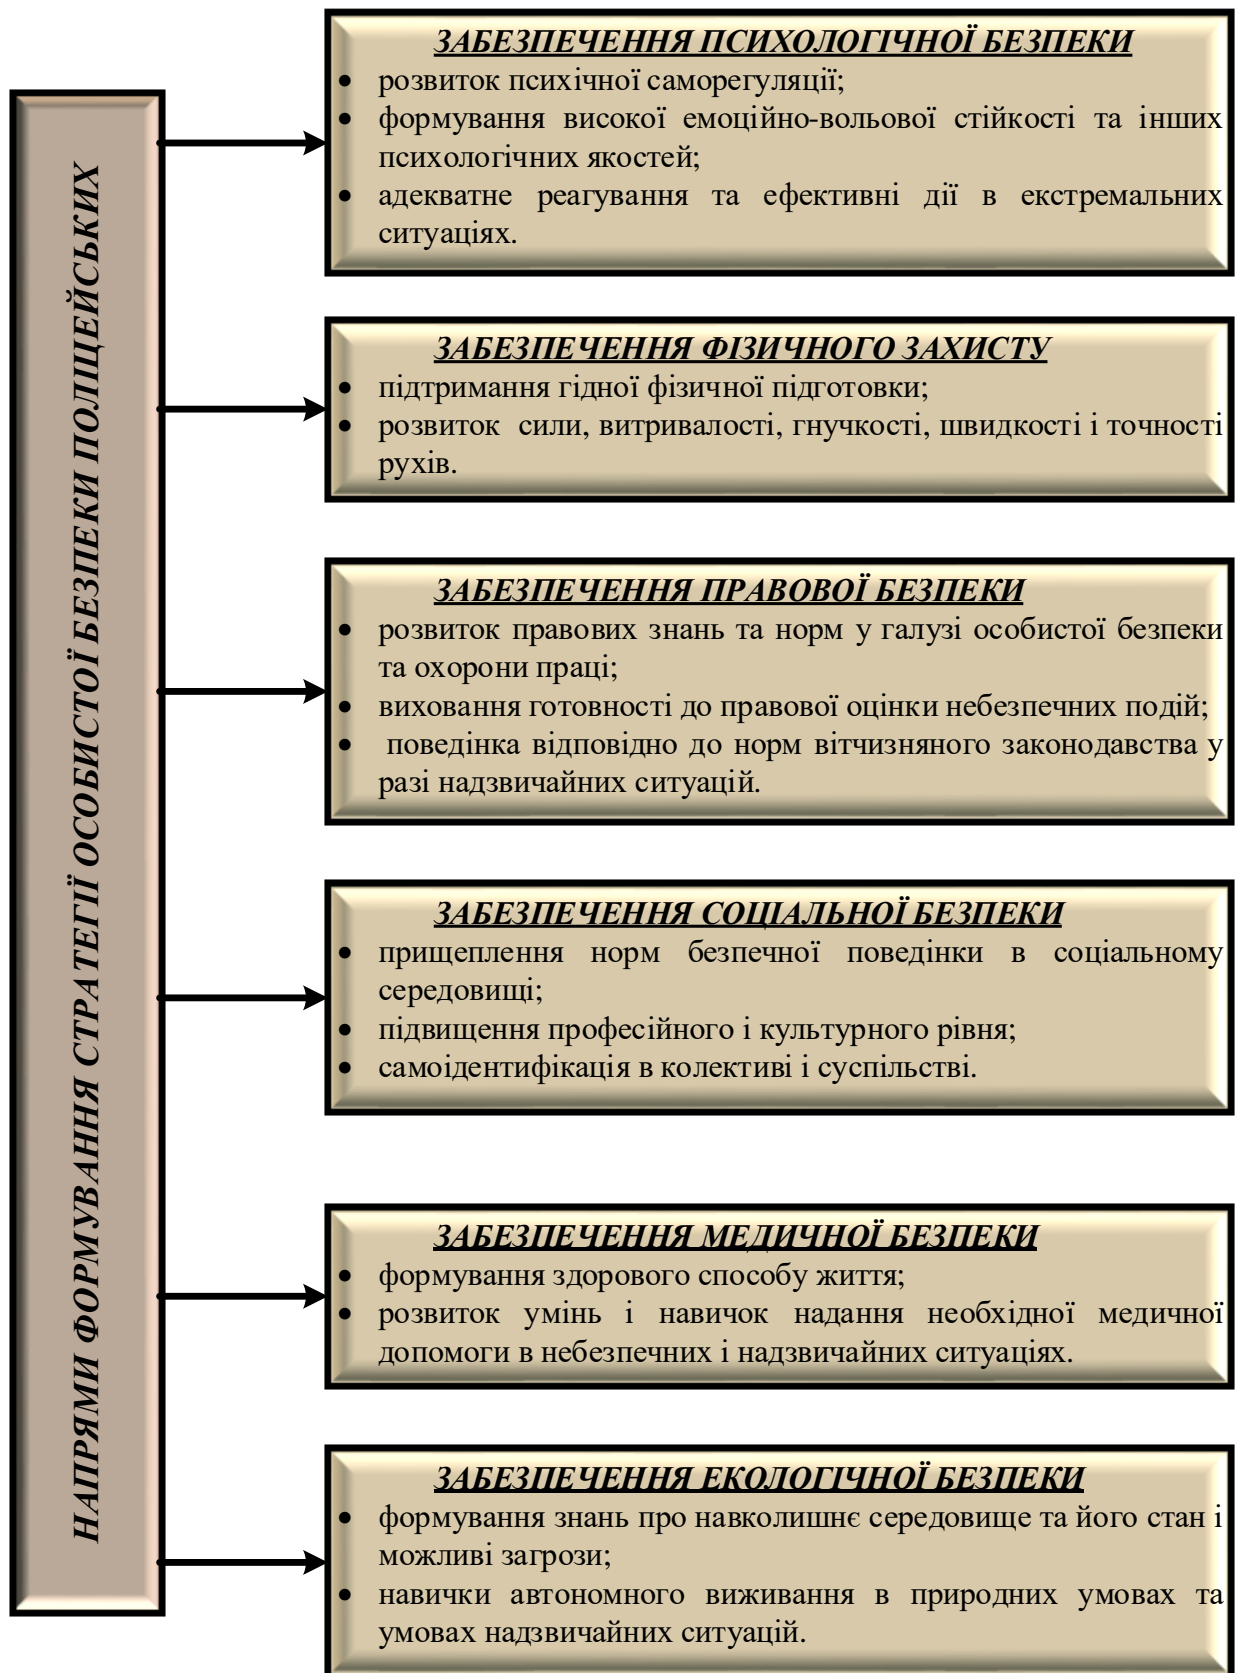 НАПРЯМИ ФОРМУВАННЯ СТРАТЕГІЇ ОСОБИСТОЇ БЕЗПЕКИ ПОЛІЦЕЙСЬКИХ
ЗАБЕЗПЕЧЕННЯ ПСИХОЛОГІЧНОЇ БЕЗПЕКИ
• розвиток психічної саморегуляції;
• формування високої емоційно-вольової стійкості та інших
психологічних якостей;
• адекватне реагування та ефективні дії в екстремальних
ситуаціях.
ЗАБЕЗПЕЧЕННЯ ФІЗИЧНОГО ЗАХИСТУ
• підтримання гідної фізичної підготовки;
• розвиток сили, витривалості, гнучкості, швидкості і точності
рухів.
ЗАБЕЗПЕЧЕННЯ ПРАВОВОЇ БЕЗПЕКИ
• розвиток правових знань та норм у галузі особистої безпеки
та охорони праці;
• виховання готовності до правової оцінки небезпечних подій;
• поведінка відповідно до норм вітчизняного законодавства у
разі надзвичайних ситуацій.
ЗАБЕЗПЕЧЕННЯ СОЦІАЛЬНОЇ БЕЗПЕКИ
• прищеплення норм безпечної поведінки в соціальному
середовищі;
• підвищення професійного і культурного рівня;
• самоідентифікація в колективі і суспільстві.
ЗАБЕЗПЕЧЕННЯ МЕДИЧНОЇ БЕЗПЕКИ
• формування здорового способу життя;
• розвиток умінь і навичок надання необхідної медичної
допомоги в небезпечних і надзвичайних ситуаціях.
ЗАБЕЗПЕЧЕННЯ ЕКОЛОГІЧНОЇ БЕЗПЕКИ
• формування знань про навколишнє середовище та його стан і
можливі загрози;
• навички автономного виживання в природних умовах та
умовах надзвичайних ситуацій.